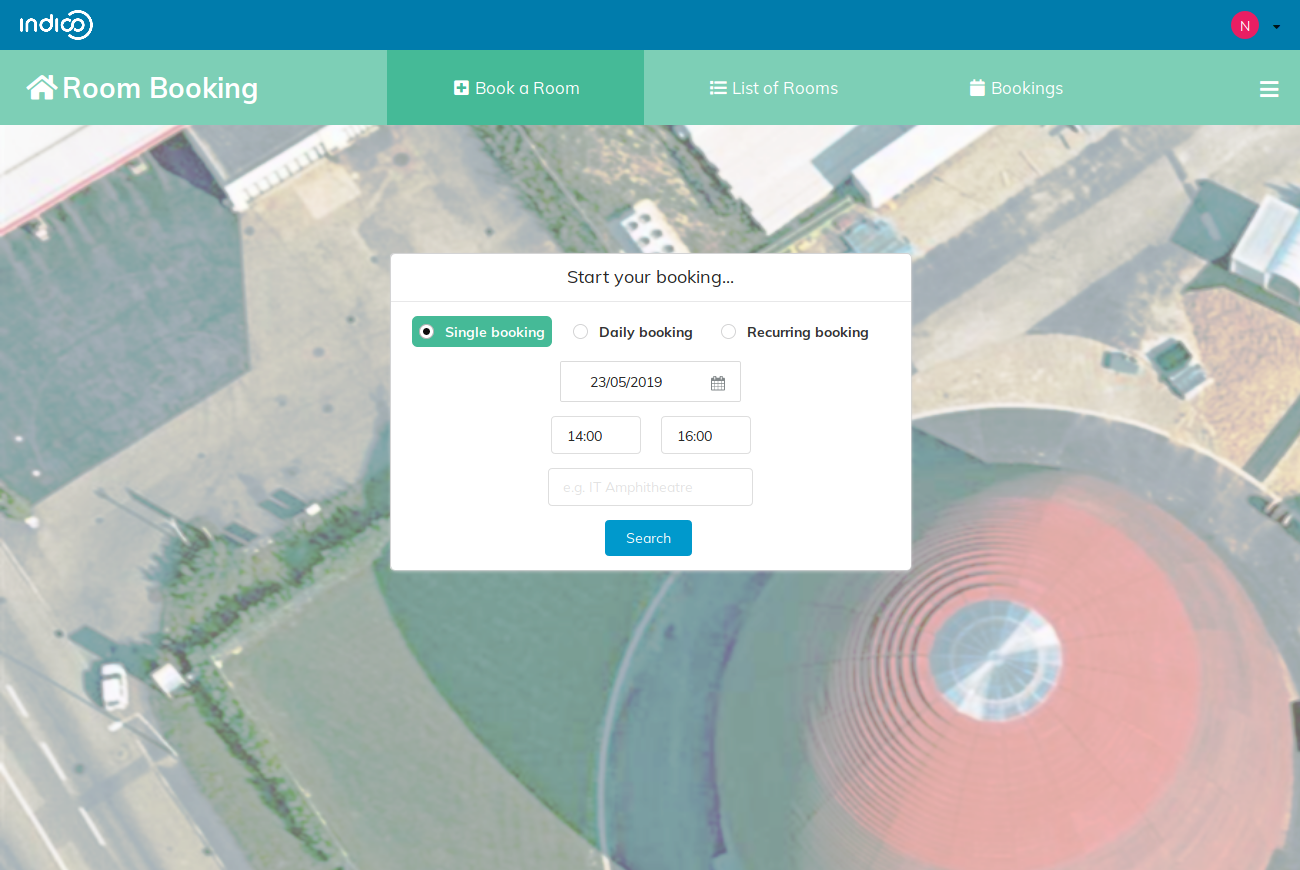 indico
N
Room Booking
Book a Room
List of Rooms
Bookings
Start your booking...
Single booking
Daily booking
Recurring booking
23/05/2019
14:00
16:00
e.g. IT Amphitheatre
Search